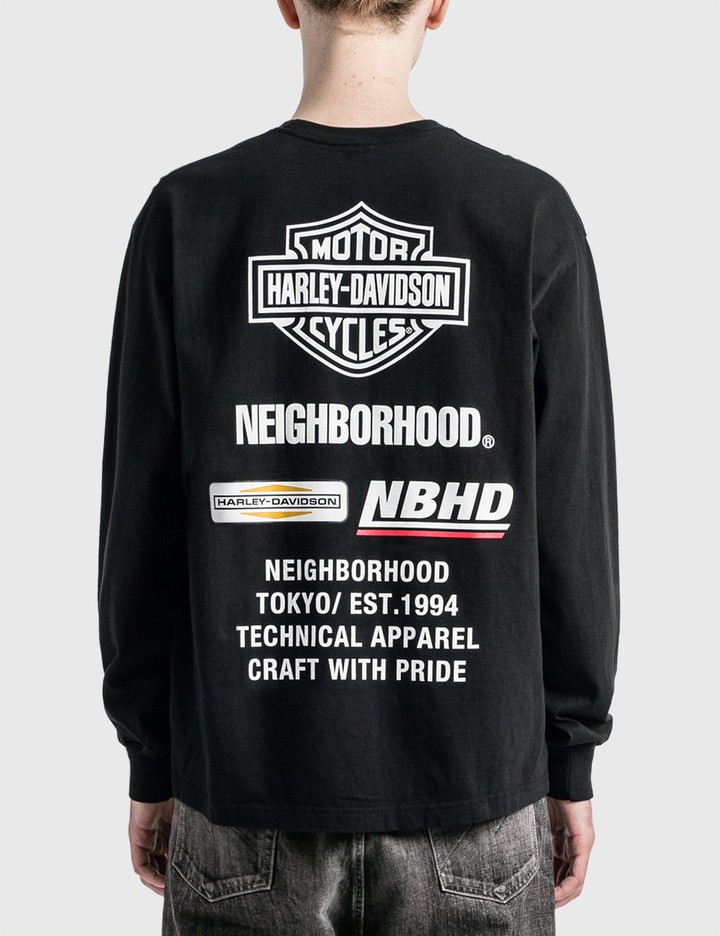 MOTOR
HARLEY-DAVIDSON
CYCLES®
NEIGHBORHOOD®
HARLEY-DAVIDSON
NBHD
NEIGHBORHOOD
TOKYO/ EST.1994
TECHNICAL APPAREL
CRAFT WITH PRIDE